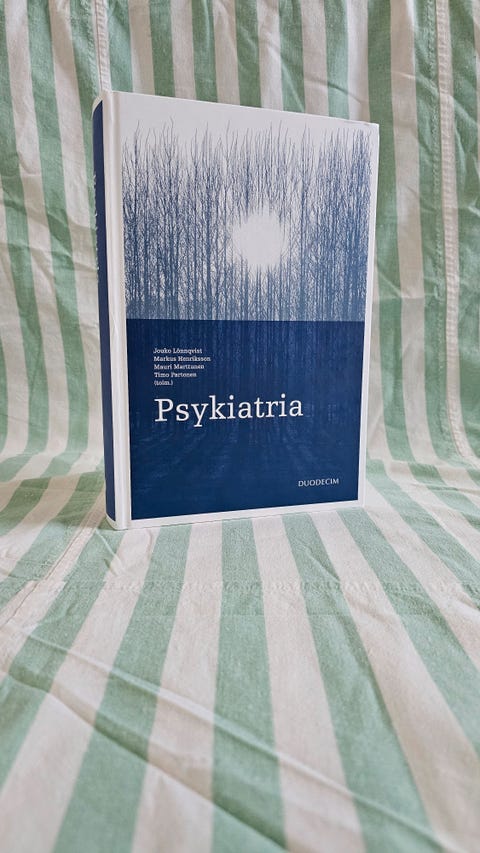 Jouko Lönnqvist
Markus Henriksson
Mauri Marttunen
Timo Partonen
(toim.)
Psykiatria
DUODECIM